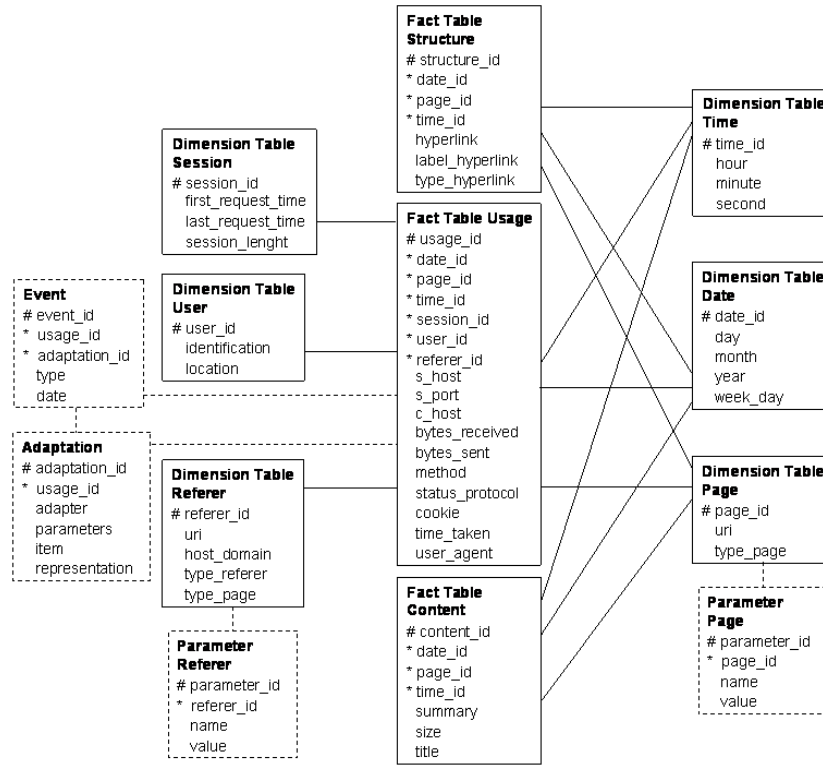 Fact Table
Structure
# structure_id
* date_id
* page_id
* time_id
hyperlink
label_hyperlink
type_hyperlink
Dimension Table
Time
# time_id
hour
minute
second
Dimension Table
Session
# session_id
first_request_time
last_request_time
session_lenght
Fact Table Usage
# usage_id
* date_id
* page_id
* time_id
* session_id
* user_id
* referer_id
s_host
s_port
c_host
bytes_received
bytes_sent
method
status_protocol
cookie
time_taken
user_agent
Dimension Table
User
# user_id
identification
location
Event
# event_id
* usage_id
* adaptation_id
type
date
Dimension Table
Date
# date_id
day
month
year
week_day
Adaptation
# adaptation_id
* usage_id
adapter
parameters
item
representation
Dimension Table
Referer
# referer_id
uri
host_domain
type_referer
type_page
Dimension Table
Page
# page_id
uri
type_page
Fact Table
Content
# content_id
* date_id
* page_id
* time_id
summary
size
title
Parameter
Referer
# parameter_id
* referer_id
name
value
Parameter
Page
# parameter_id
* page_id
name
value